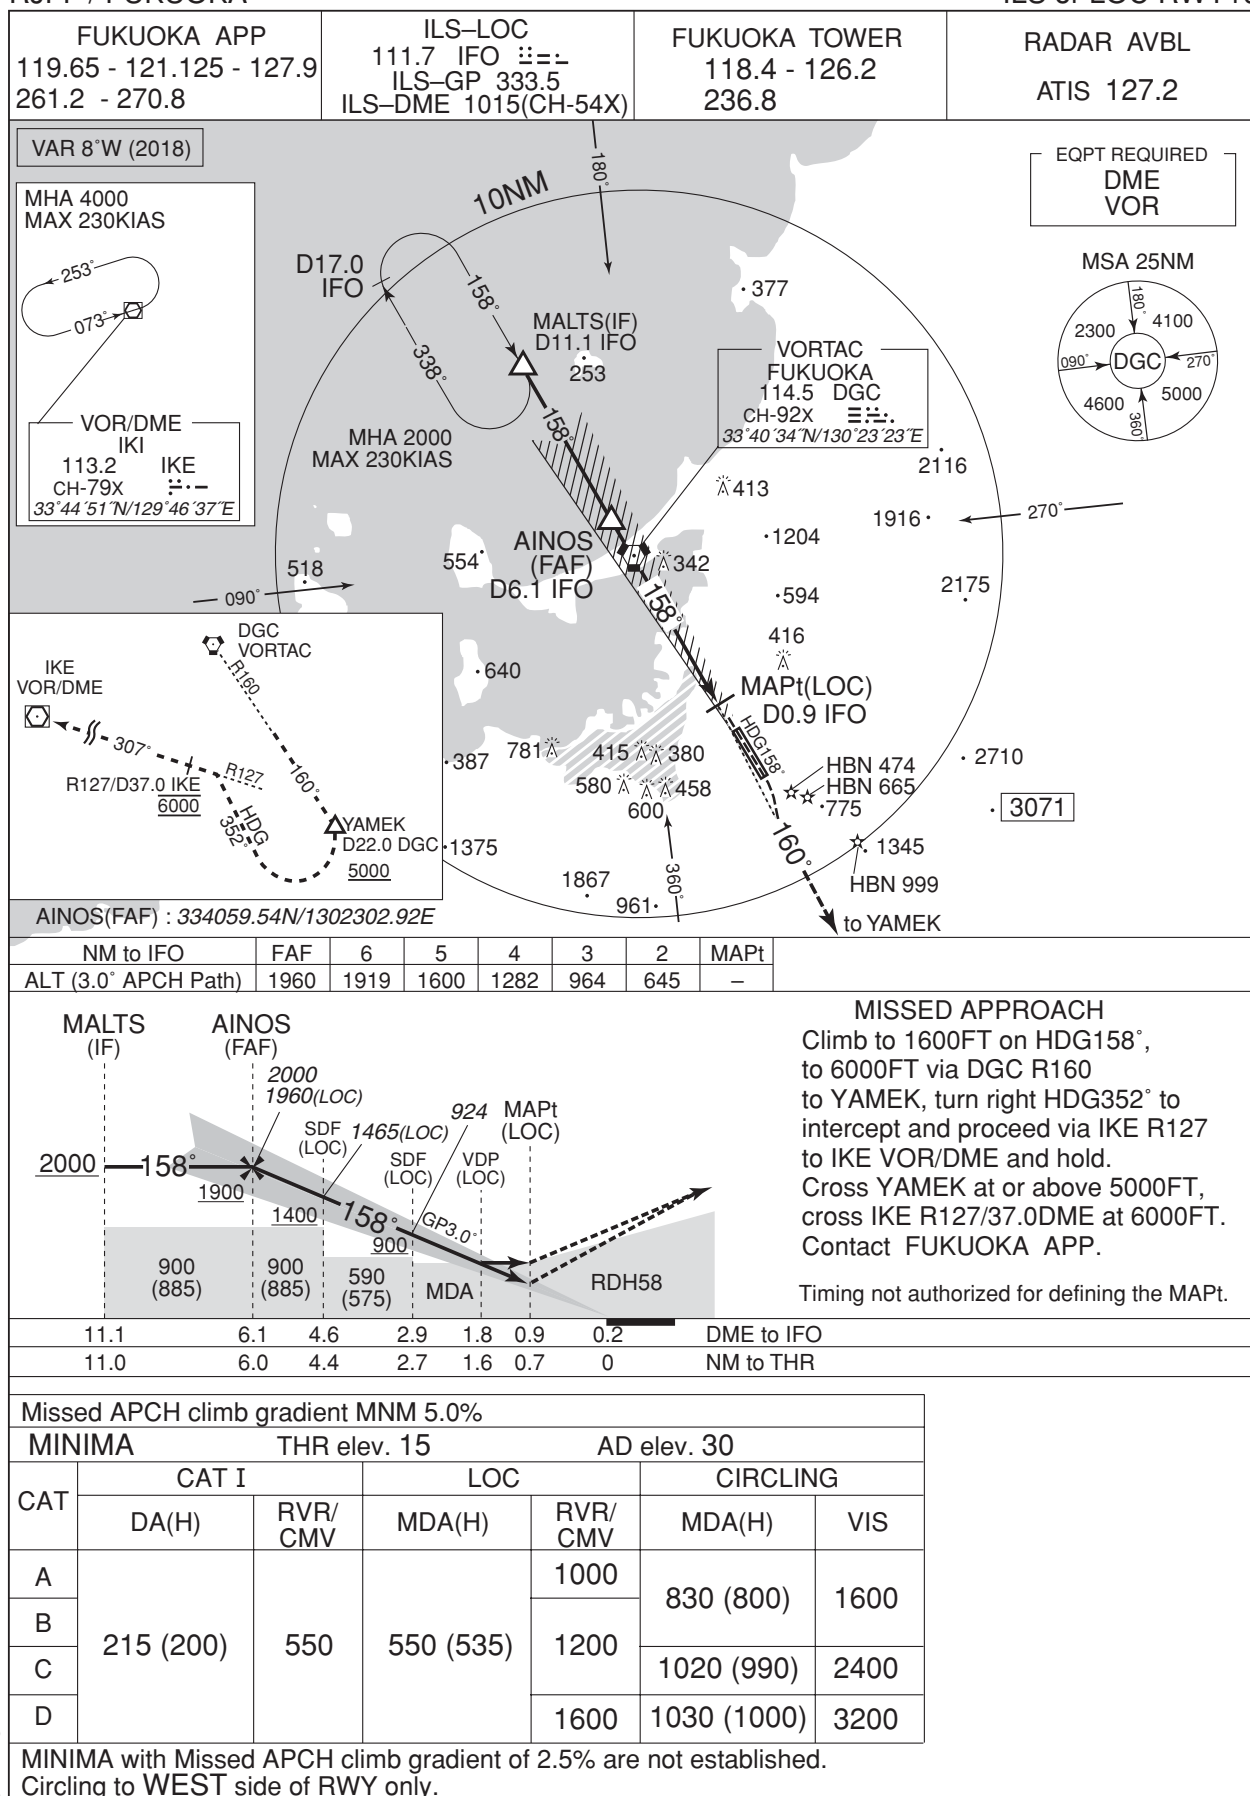 FUKUOKA APP
119.65 - 121.125 - 127.9
261.2 - 270.8
ILS–LOC
111.7 IFO
ILS–GP 333.5
ILS–DME 1015(CH-54X)
FUKUOKA TOWER
118.4 - 126.2
236.8
RADAR AVBL
ATIS 127.2
VAR 8°W (2018)
EQPT REQUIRED
DME
VOR
MHA 4000
MAX 230KIAS
253°
073°
VOR/DME
IKI
113.2 IKE
CH-79X
33°44´51˝N/129°46´37˝E
10NM
180°
D17.0
IFO
158°
338°
MALTS(IF)
D11.1 IFO
253
377
MHA 2000
MAX 230KIAS
158°
VORTAC
FUKUOKA
114.5 DGC
CH-92X
33°40´34˝N/130°23´23˝E
MSA 25NM
180°
2300
4100
090°
DGC
270°
4600
5000
360°
2116
413
1916
270°
1204
AINOS
(FAF)
D6.1 IFO
554
342
518
090°
594
2175
158°
416
640
MAPt(LOC)
D0.9 IFO
HDG158°
387
781
415
380
580
458
600
HBN 474
HBN 665
775
2710
3071
160°
1345
HBN 999
1375
1867
961
360°
to YAMEK
DGC
VORTAC
IKE
VOR/DME
R160
307°
R127
R127/D37.0 IKE
6000
160°
HDG
352°
YAMEK
D22.0 DGC
5000
AINOS(FAF) : 334059.54N/1302302.92E
NM to IFO FAF 6 5 4 3 2 MAPt
ALT (3.0° APCH Path) 1960 1919 1600 1282 964 645 –
MALTS
(IF)
AINOS
(FAF)
2000
1960(LOC)
SDF
(LOC)
1465(LOC)
SDF
(LOC)
924
VDP
(LOC)
MAPt
(LOC)
2000
158°
1900
1400
158°
GP3.0°
900
900
(885)
900
(885)
590
(575)
MDA
RDH58
11.1 6.1 4.6 2.9 1.8 0.9 0.2 DME to IFO
11.0 6.0 4.4 2.7 1.6 0.7 0 NM to THR
MISSED APPROACH
Climb to 1600FT on HDG158°,
to 6000FT via DGC R160
to YAMEK, turn right HDG352° to
intercept and proceed via IKE R127
to IKE VOR/DME and hold.
Cross YAMEK at or above 5000FT,
cross IKE R127/37.0DME at 6000FT.
Contact FUKUOKA APP.
Timing not authorized for defining the MAPt.
Missed APCH climb gradient MNM 5.0%
MINIMA THR elev. 15 AD elev. 30
CAT CAT I LOC CIRCLING
DA(H) RVR/CMV MDA(H) RVR/CMV MDA(H) VIS
A 215 (200) 550 550 (535) 1000 830 (800) 1600
B 1200
C 1020 (990) 2400
D 1600 1030 (1000) 3200
MINIMA with Missed APCH climb gradient of 2.5% are not established.
Circling to WEST side of RWY only.